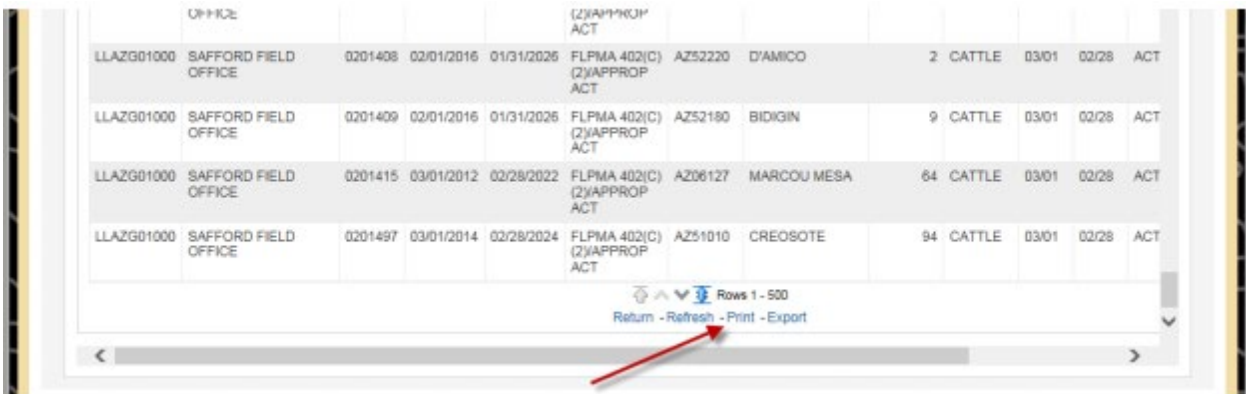 OFFICE (2)/APPROP
ACT
LLAZG01000 SAFFORD FIELD 0201408 02/01/2016 01/31/2026 FLPMA 402(C) AZ52220 D'AMICO 2 CATTLE 03/01 02/28 ACT
OFFICE (2)/APPROP
ACT
LLAZG01000 SAFFORD FIELD 0201409 02/01/2016 01/31/2026 FLPMA 402(C) AZ52180 BIDIGIN 9 CATTLE 03/01 02/28 ACT
OFFICE (2)/APPROP
ACT
LLAZG01000 SAFFORD FIELD 0201415 03/01/2012 02/28/2022 FLPMA 402(C) AZ06127 MARCOU MESA 64 CATTLE 03/01 02/28 ACT
OFFICE (2)/APPROP
ACT
LLAZG01000 SAFFORD FIELD 0201497 03/01/2014 02/28/2024 FLPMA 402(C) AZ51010 CREOSOTE 94 CATTLE 03/01 02/28 ACT
OFFICE (2)/APPROP
ACT
Rows 1 - 500
Return - Refresh - Print - Export